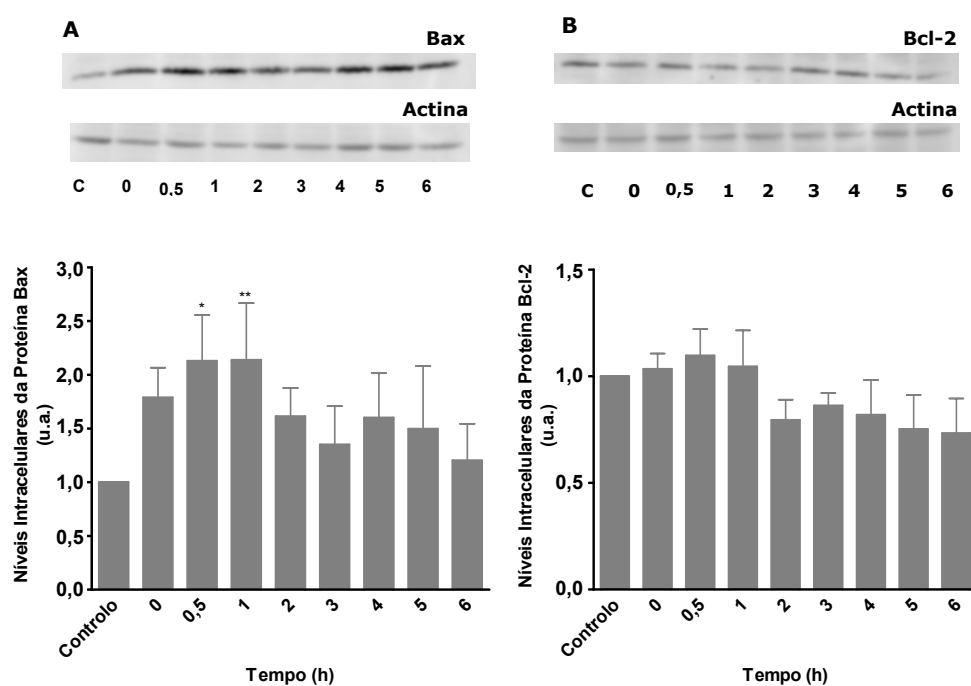 A
Bax
Actina
C 0 0,5 1 2 3 4 5 6
B
Bcl-2
Actina
C 0 0,5 1 2 3 4 5 6
Níveis Intracelulares da Proteína Bax
(u.a.)
3,0
2,5
2,0
1,5
1,0
0,5
0,0
* **
Controlo 0 0,5 1 2 3 4 5 6
Tempo (h)
Níveis Intracelulares da Proteína Bcl-2
(u.a.)
1,5
1,0
0,5
0,0
Controlo 0 0,5 1 2 3 4 5 6
Tempo (h)